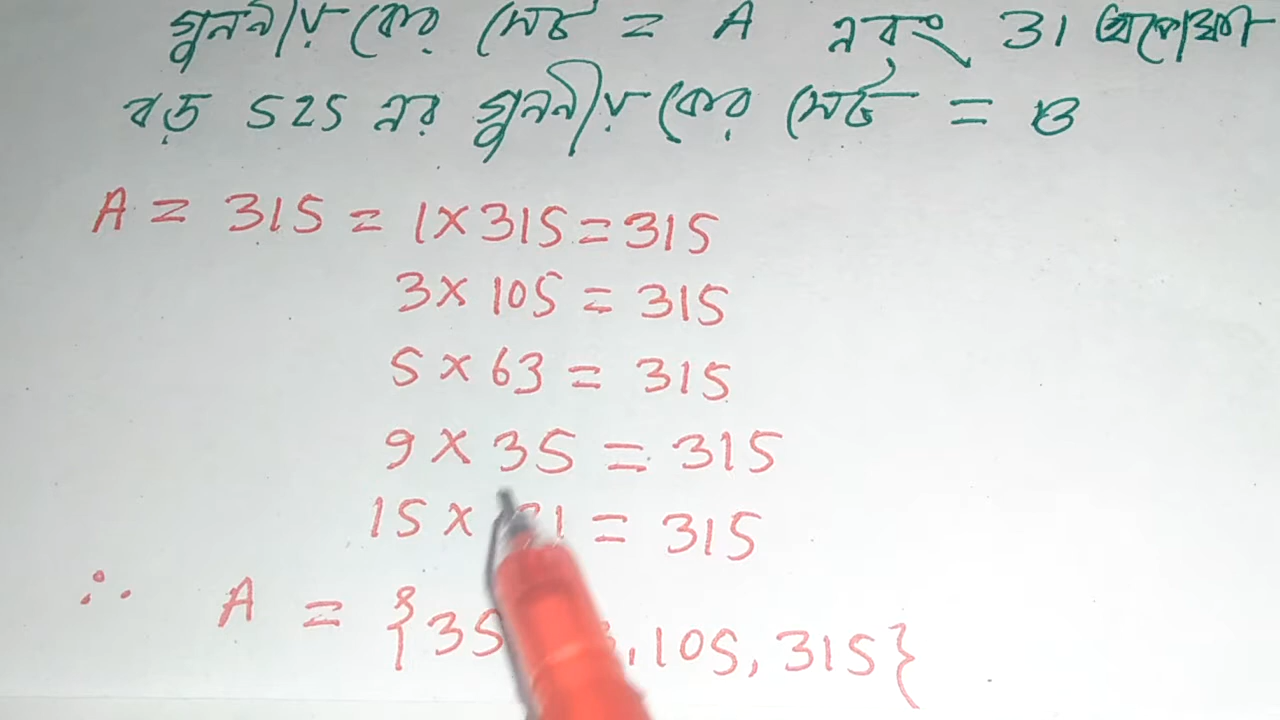 গুননীয় কের সেট = A এবং 31 অপেক্ষা
বড় 525 এর গুননীয় কের সেট = B
A = 315 = 1×315=315
3× 105 = 315
5 × 63 = 315
9 × 35 = 315
15 × 21 = 315
∴ A = {35, 105, 315}